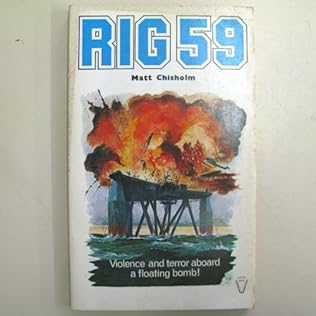 RIG 59
Matt Chisholm
Violence and terror aboard
a floating bomb!